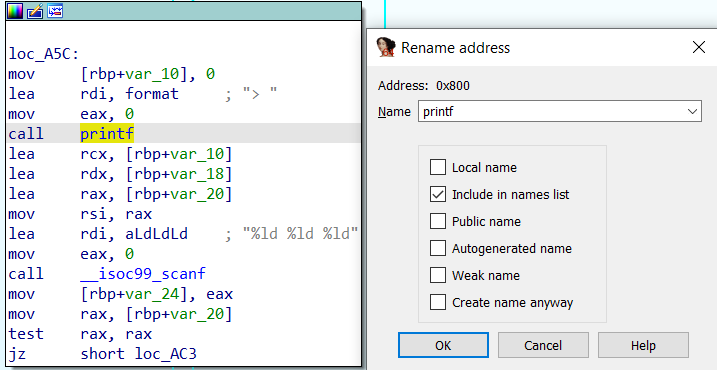 loc_A5C:
mov [rbp+var_10], 0
lea rdi, format ; "> "
mov eax, 0
call printf
lea rcx, [rbp+var_10]
lea rdx, [rbp+var_18]
lea rax, [rbp+var_20]
mov rsi, rax
lea rdi, aLdLdLd ; "%ld %ld %ld"
mov eax, 0
call __isoc99_scanf
mov [rbp+var_24], eax
mov rax, [rbp+var_20]
test rax, rax
jz short loc_AC3
Rename address
Address: 0x800
Name printf
Local name
Include in names list
Public name
Autogenerated name
Weak name
Create name anyway
OK Cancel Help